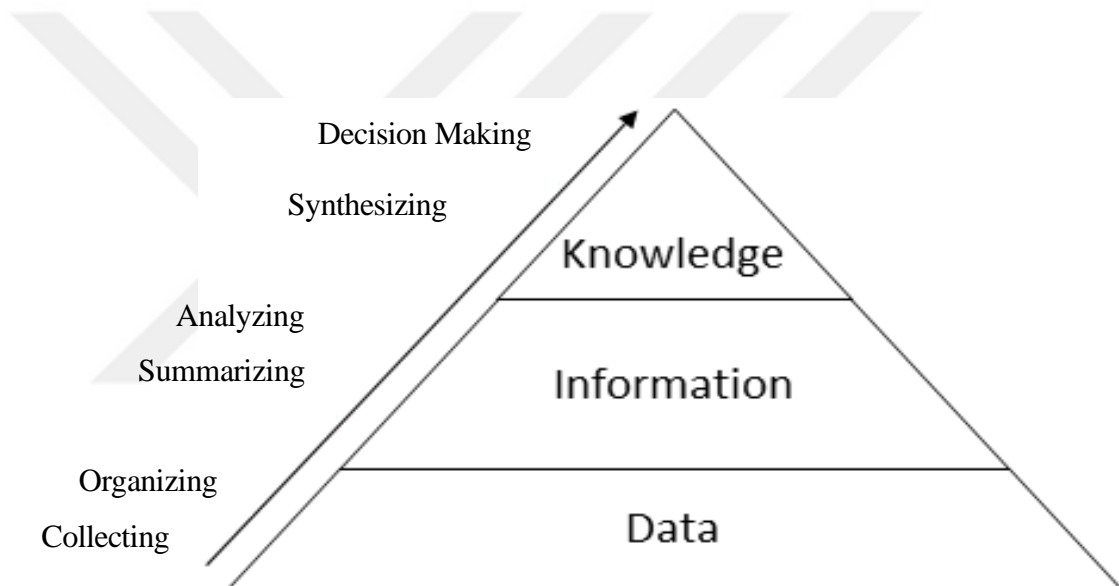 Decision Making
Synthesizing
Knowledge
Analyzing
Summarizing
Information
Organizing
Collecting
Data